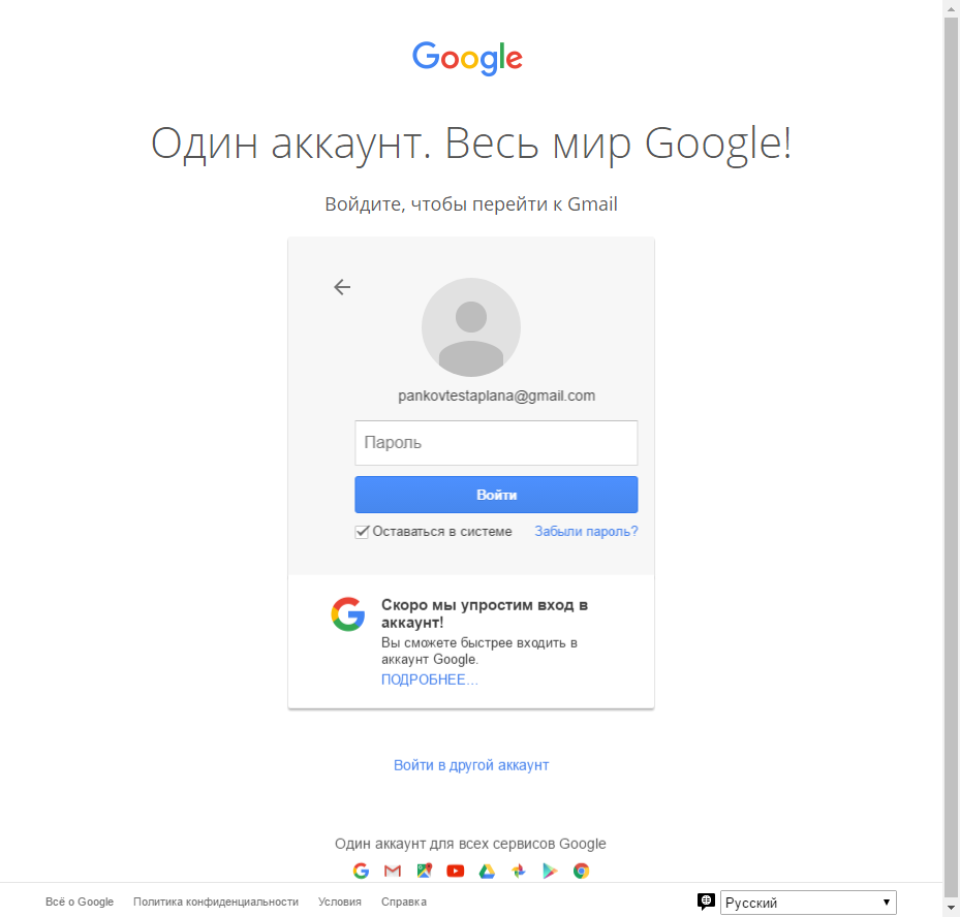 Google
Один аккаунт. Весь мир Google!
Войдите, чтобы перейти к Gmail
pankovtestaplana@gmail.com
Пароль
Войти
Оставаться в системе Забыли пароль?
Скоро мы упростим вход в
аккаунт!
Вы сможете быстрее входить в
аккаунт Google.
ПОДРОБНЕЕ...
Войти в другой аккаунт
Один аккаунт для всех сервисов Google
Всё о Google Политика конфиденциальности Условия Справка Русский